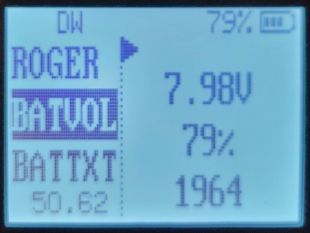 DW 79%
ROGER
BATVOL
BATTXT
50.62
7.98V
79%
1964